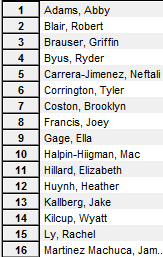 1 Adams, Abby
2 Blair, Robert
3 Brauser, Griffin
4 Byus, Ryder
5 Carrera-Jimenez, Neftali
6 Corrington, Tyler
7 Coston, Brooklyn
8 Francis, Joey
9 Gage, Ella
10 Halpin-Hiigman, Mac
11 Hillard, Elizabeth
12 Huynh, Heather
13 Kallberg, Jake
14 Kilcup, Wyatt
15 Ly, Rachel
16 Martinez Machuca, Jam..